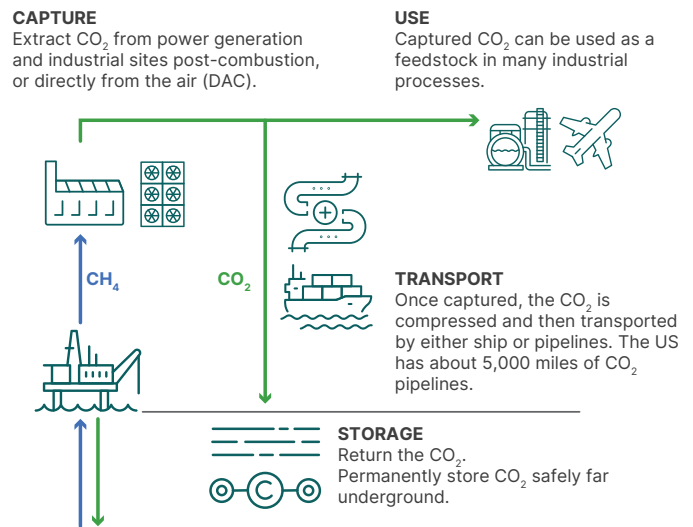 CAPTURE
Extract CO₂ from power generation
and industrial sites post-combustion,
or directly from the air (DAC).
USE
Captured CO₂ can be used as a
feedstock in many industrial
processes.
CH₄
CO₂
TRANSPORT
Once captured, the CO₂ is
compressed and then transported
by either ship or pipelines. The US
has about 5,000 miles of CO₂
pipelines.
STORAGE
Return the CO₂.
Permanently store CO₂ safely far
underground.
C